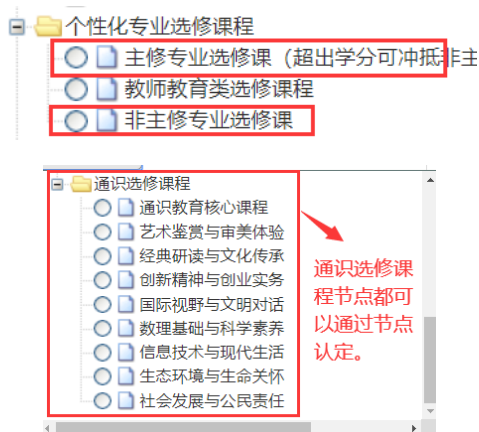 个性化专业选修课程
主修专业选修课（超出学分可冲抵非主
教师教育类选修课程
非主修专业选修课
通识选修课程
通识教育核心课程
艺术鉴赏与审美体验
经典研读与文化传承
创新精神与创业实务
国际视野与文明对话
数理基础与科学素养
信息技术与现代生活
生态环境与生命关怀
社会发展与公民责任
通识选修课
程节点都可
以通过节点
认定。